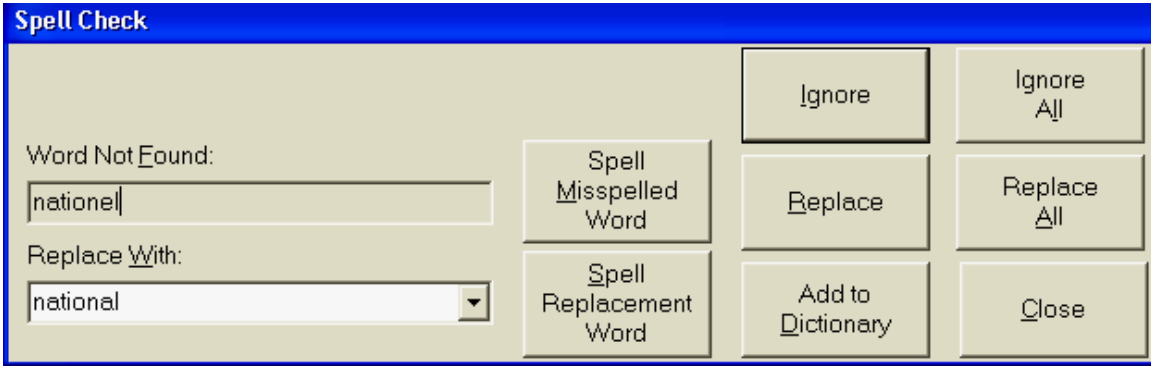 Spell Check
Word Not Found:
nationel
Replace With:
national
Spell
Misspelled
Word
Spell
Replacement
Word
Ignore
Ignore
All
Replace
Replace
All
Add to
Dictionary
Close